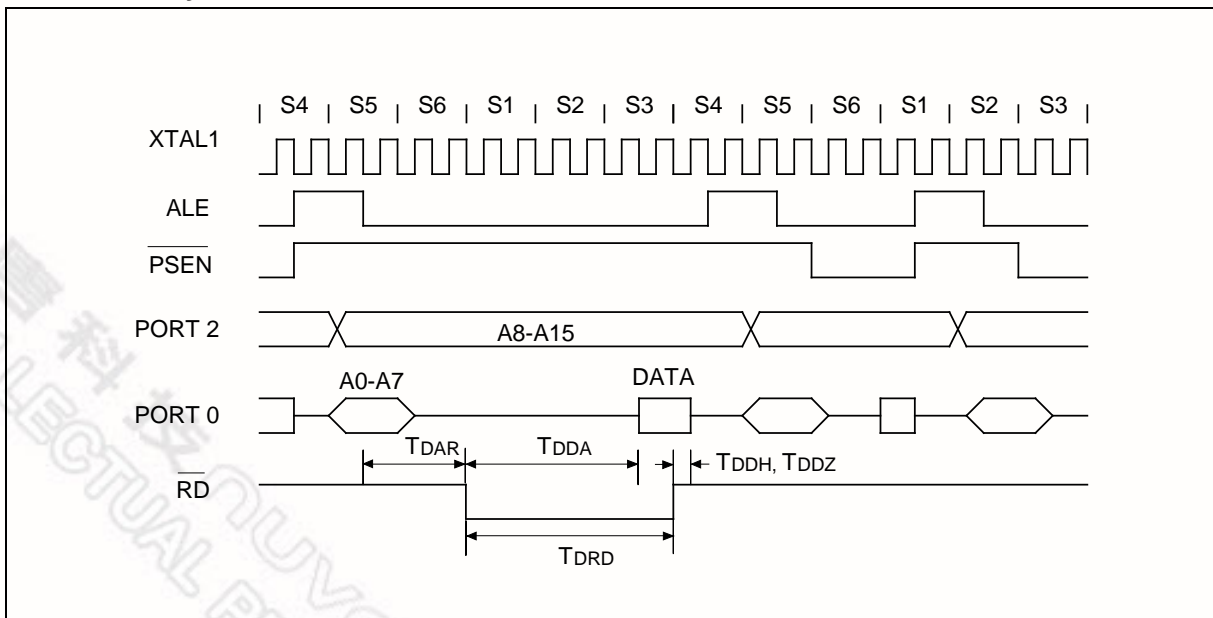 S4 S5 S6 S1 S2 S3 S4 S5 S6 S1 S2 S3
XTAL1
ALE
PSEN
PORT 2
A8-A15
A0-A7
DATA
PORT 0
TDAR
TDDA
TDDH, TDDZ
RD
TDRD